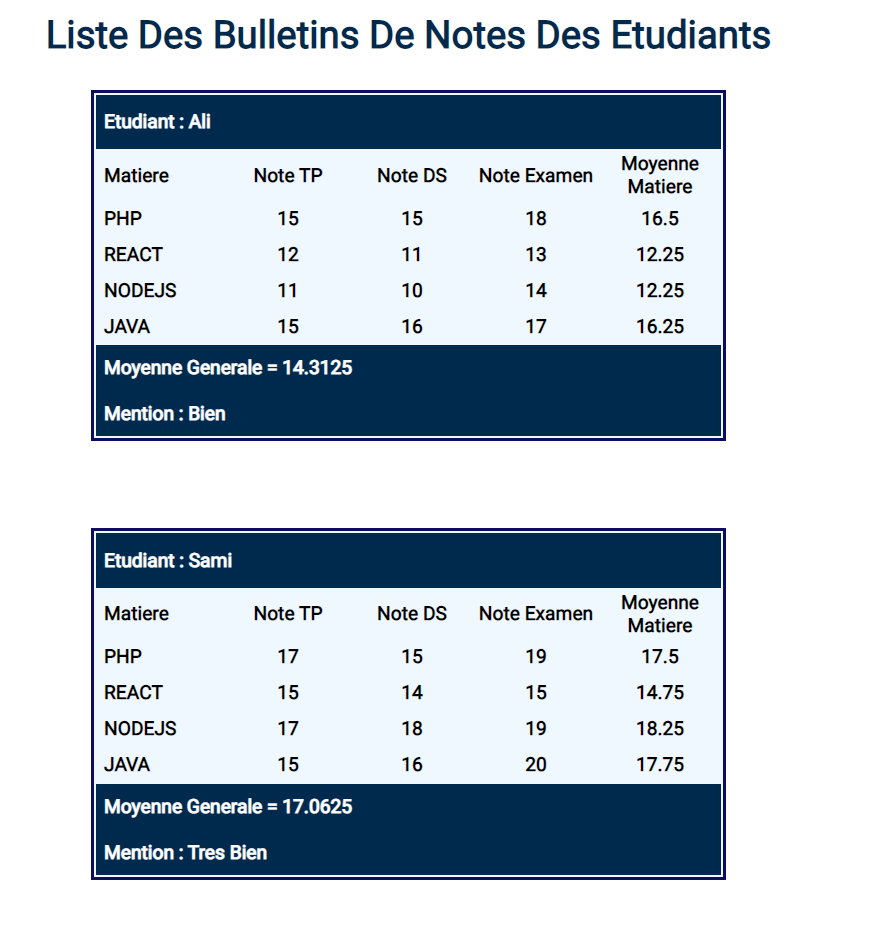 Liste Des Bulletins De Notes Des Etudiants
Etudiant : Ali
Matiere Note TP Note DS Note Examen Moyenne Matiere
PHP 15 15 18 16.5
REACT 12 11 13 12.25
NODEJS 11 10 14 12.25
JAVA 15 16 17 16.25
Moyenne Generale = 14.3125
Mention : Bien
Etudiant : Sami
Matiere Note TP Note DS Note Examen Moyenne Matiere
PHP 17 15 19 17.5
REACT 15 14 15 14.75
NODEJS 17 18 19 18.25
JAVA 15 16 20 17.75
Moyenne Generale = 17.0625
Mention : Tres Bien